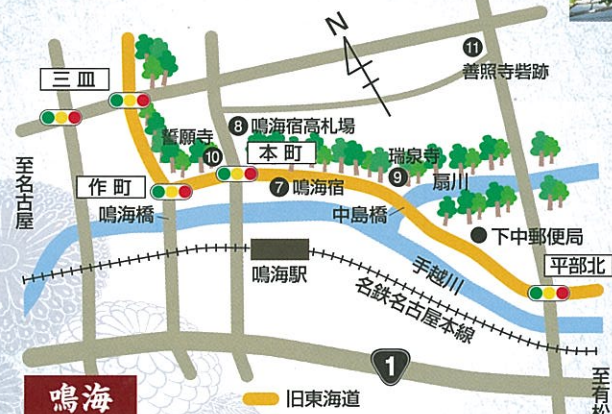 N
⑪
善照寺砦跡
三皿
誓願寺
⑧ 鳴海宿高札場
⑩
本町
瑞泉寺
⑨
扇川
至名古屋
作町
⑦ 鳴海宿
鳴海橋
中島橋
下中郵便局
鳴海駅
手越川
平部北
名鉄名古屋本線
1
至有松
鳴海
旧東海道